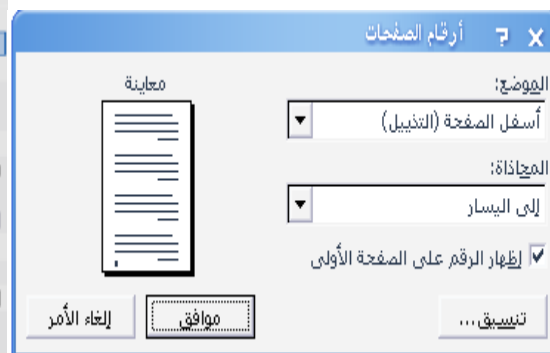 أرقام الصفحات
الموضع:
أسفل الصفحة (التذييل)
المحاذاة:
إلى اليسار
إظهار الرقم على الصفحة الأولى
معاينة
تنسيق...
موافق
إلغاء الأمر